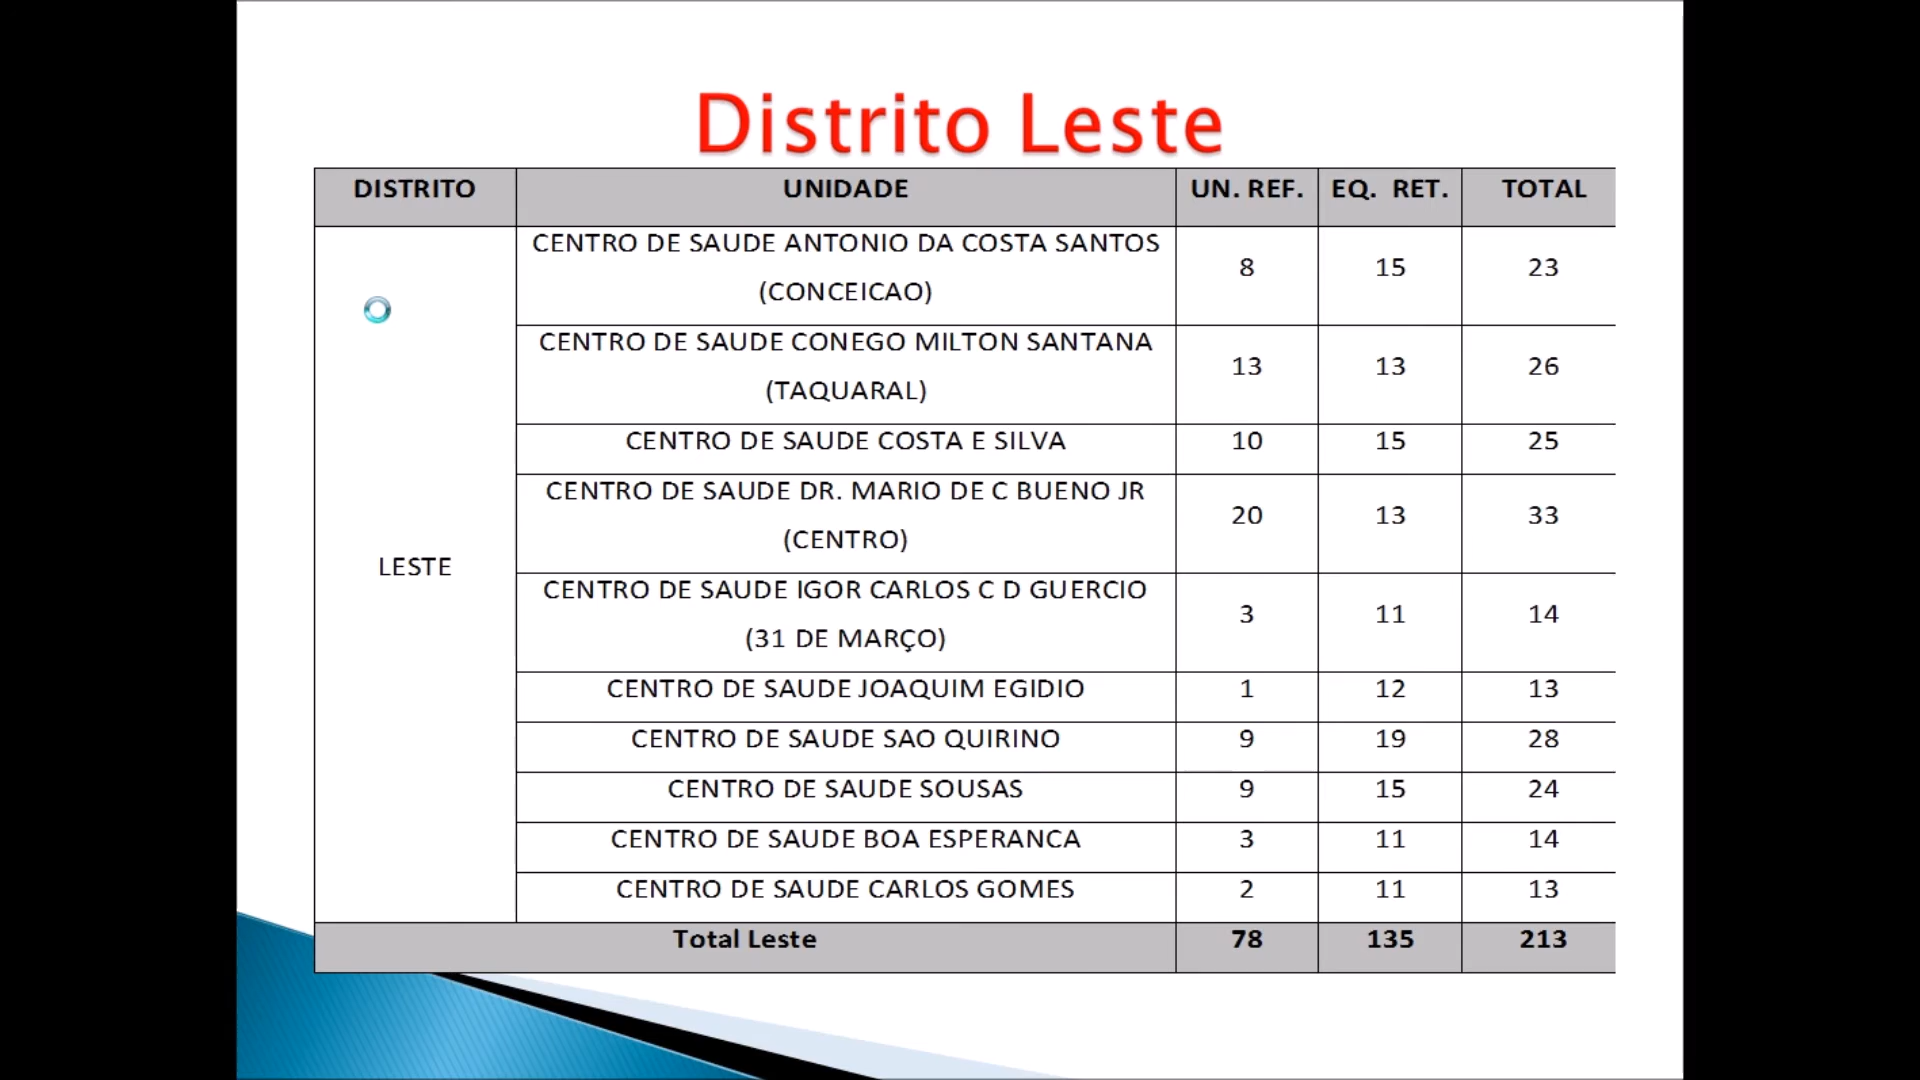 Distrito Leste
DISTRITO UNIDADE UN. REF. EQ. RET. TOTAL
CENTRO DE SAUDE ANTONIO DA COSTA SANTOS
(CONCEICAO) 8 15 23
CENTRO DE SAUDE CONEGO MILTON SANTANA
(TAQUARAL) 13 13 26
CENTRO DE SAUDE COSTA E SILVA 10 15 25
CENTRO DE SAUDE DR. MARIO DE C BUENO JR
(CENTRO) 20 13 33
LESTE
CENTRO DE SAUDE IGOR CARLOS C D GUERCIO
(31 DE MARÇO) 3 11 14
CENTRO DE SAUDE JOAQUIM EGIDIO 1 12 13
CENTRO DE SAUDE SAO QUIRINO 9 19 28
CENTRO DE SAUDE SOUSAS 9 15 24
CENTRO DE SAUDE BOA ESPERANCA 3 11 14
CENTRO DE SAUDE CARLOS GOMES 2 11 13
Total Leste 78 135 213